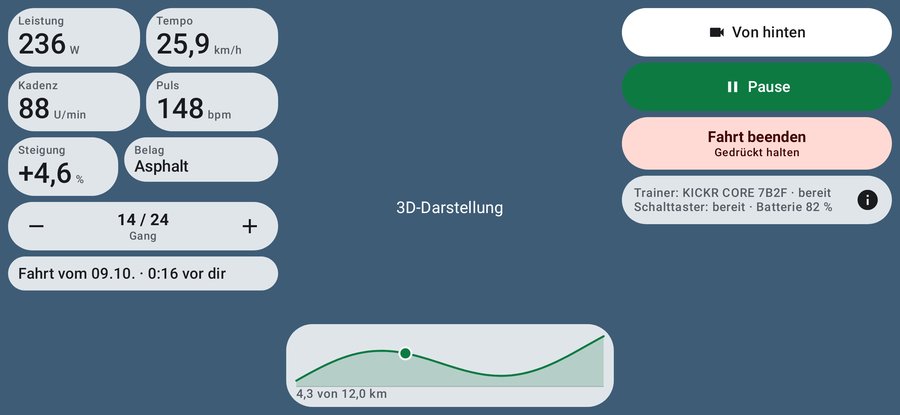 Leistung
236 W
Tempo
25,9 km/h
Kadenz
88 U/min
Puls
148 bpm
Steigung
+4,6 %
Belag
Asphalt
− 14 / 24 +
Gang
Fahrt vom 09.10. · 0:16 vor dir
3D-Darstellung
4,3 von 12,0 km
Von hinten
Pause
Fahrt beenden
Gedrückt halten
Trainer: KICKR CORE 7B2F · bereit
Schalttaster: bereit · Batterie 82 %